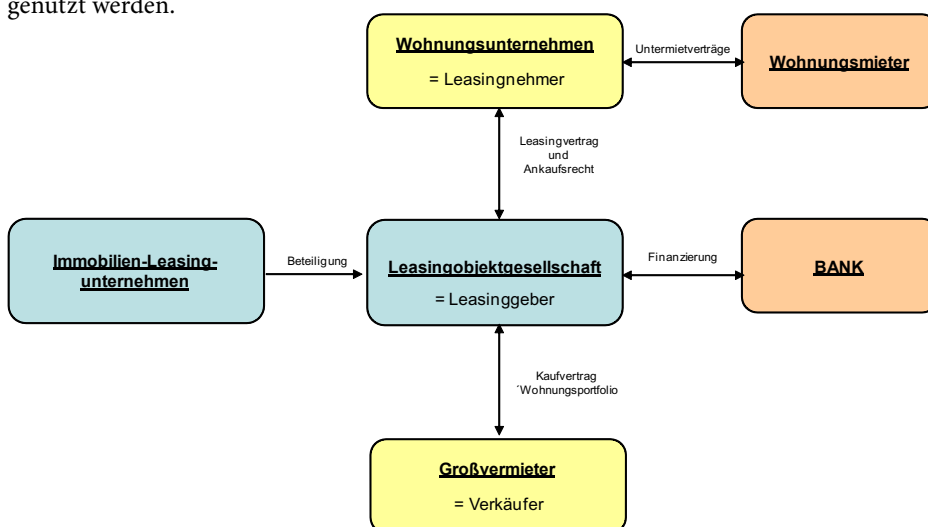 genutzt werden.
Wohnungsunternehmen
= Leasingnehmer
Untermietverträge
Wohnungsmieter
Leasingvertrag
und
Ankaufsrecht
Immobilien-Leasing-
unternehmen
Beteiligung
Leasingobjektgesellschaft
= Leasinggeber
Finanzierung
BANK
Kaufvertrag
´Wohnungsportfolio
Großvermieter
= Verkäufer